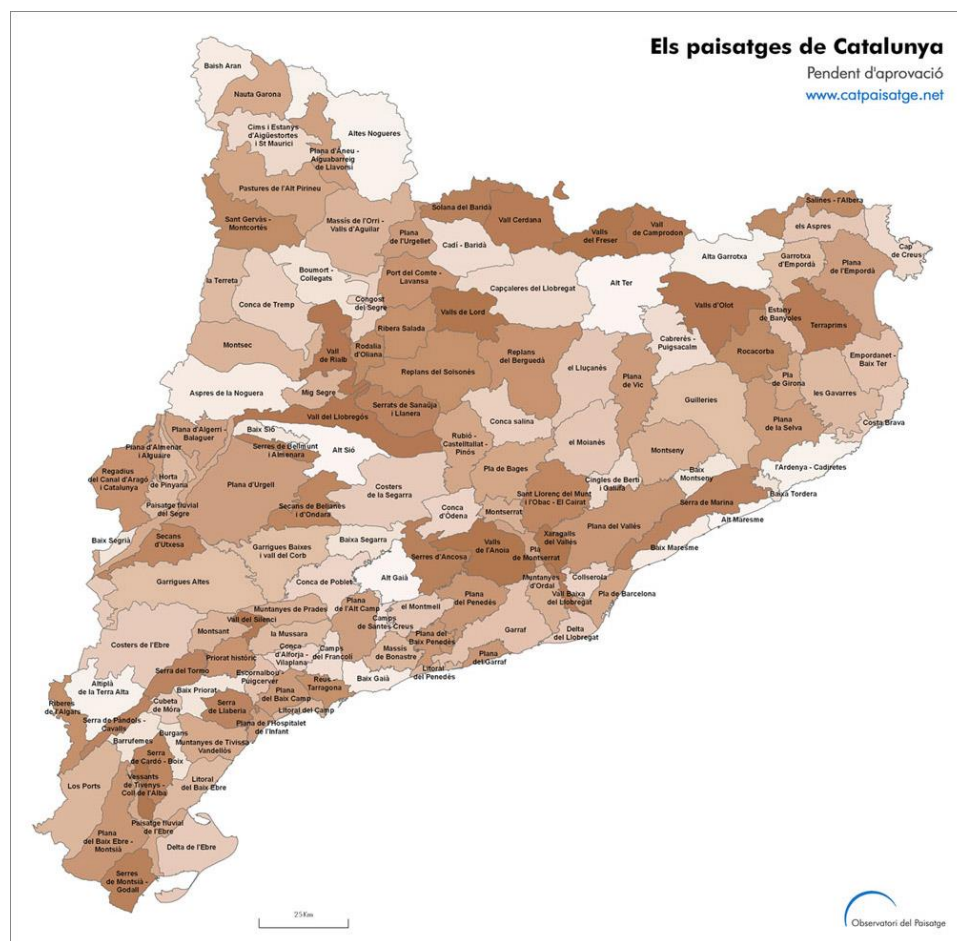 Els paisatges de Catalunya
Pendent d'aprovació
www.catpaisatge.net
Baish Aran
Nauta Garona
Cims i Estanys
d'Aigüestortes
i St Maurici
Altes Nogueres
Plana d'Àneu -
Aiguabarreig
de Llavorsí
Pastures de l'Alt Pirineu
Sant Gervàs -
Montcortès
Massís de l'Orri -
Valls d'Aguilar
Plana
de l'Urgellet
Solana del Baridà
Vall Cerdana
Valls
del Freser
Vall
de Camprodon
Salines - l'Albera
els Aspres
Cap
de Creus
Cadí - Baridà
Alta Garrotxa
Garrotxa
d'Empordà
Plana
de l'Empordà
la Terreta
Boumort -
Collegats
Port del Comte -
Lavansa
Capçaleres del Llobregat
Alt Ter
Conca de Tremp
Congost
del Segre
Valls de Lord
Valls d'Olot
Estany
de Banyoles
Terraprims
Montsec
Vall
de Rialb
Ribera Salada
Rodalia
d'Oliana
Replans
del Berguedà
Cabrerès -
Puigsacalm
Rocacorba
Empordanet -
Baix Ter
Replans del Solsonès
el Lluçanès
Plana
de Vic
Pla
de Girona
les Gavarres
Aspres de la Noguera
Mig Segre
Guilleries
Serrats de Sanaüja
i Llanera
Vall del Llobregós
Conca salina
Plana
de la Selva
Costa Brava
Plana d'Algerri -
Balaguer
Baix Sió
Rubió -
Castelltallat -
Pinós
el Moianès
Plana d'Almenar
i Alguaire
Serres de Bellmunt
i Almenara
Alt Sió
Montseny
Regadius
del Canal d'Aragó
i Catalunya
Horta
de Pinyana
Plana d'Urgell
Costers
de la Segarra
Pla de Bages
Cingles de Bertí
i Gallifa
Baix
Montseny
l'Ardenya - Cadiretes
Paisatge fluvial
del Segre
Secans de Belianes
i d'Ondara
Conca
d'Òdena
Montserrat
Sant Llorenç del Munt
i l'Obac - El Cairat
Serra de Marina
Baixa Tordera
Baix Segrià
Secans
d'Utxesa
Baixa Segarra
Plana del Vallès
Alt Maresme
Garrigues Baixes
i vall del Corb
Serres d'Ancosa
Valls
de l'Anoia
Xaragalls
del Vallès
Pla
de Montserrat
Baix Maresme
Garrigues Altes
Conca de Poblet
Alt Gaià
Muntanyes
d'Ordal
Collserola
Vall Baixa
del Llobregat
Pla de Barcelona
Muntanyes de Prades
Plana
de l'Alt Camp
el Montmell
Plana
del Penedès
Vall del Silenci
Camps
de Santes Creus
Costers de l'Ebre
Montsant
la Mussara
Plana del
Baix Penedès
Garraf
Delta
del Llobregat
Priorat històric
Conca
d'Alforja -
Vilaplana
Camps
del Francolí
Massís
de Bonastre
Plana
del Garraf
Serra del Tormo
Escornalbou -
Puigcerver
Baix Gaià
Litoral
del Penedès
Altiplà
de la Terra Alta
Baix Priorat
Reus -
Tarragona
Riberes
de l'Algars
Cubeta
de Móra
Serra
de Llaberia
Plana
del Baix Camp
Litoral del Camp
Serra de Pàndols -
Cavalls
Plana de l'Hospitalet
de l'Infant
Barrufemes
Burgans
Muntanyes de Tivissa -
Vandellòs
Serra
de Cardó - Boix
Los Ports
Vessants
de Tivenys -
Coll de l'Alba
Litoral
del Baix Ebre
Paisatge fluvial
de l'Ebre
Plana
del Baix Ebre -
Montsià
Delta de l'Ebre
Serres
de Montsià -
Godall
25 Km
Observatori del Paisatge